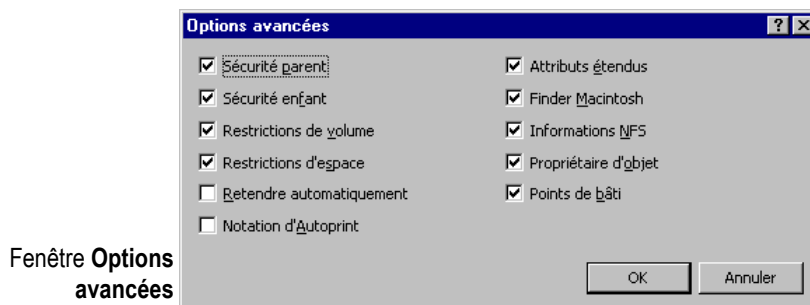 Options avancées
Sécurité parent
Sécurité enfant
Restrictions de volume
Restrictions d'espace
Retendre automatiquement
Notation d'Autoprint
Attributs étendus
Finder Macintosh
Informations NFS
Propriétaire d'objet
Points de bâti
OK
Annuler
Fenêtre Options
avancées